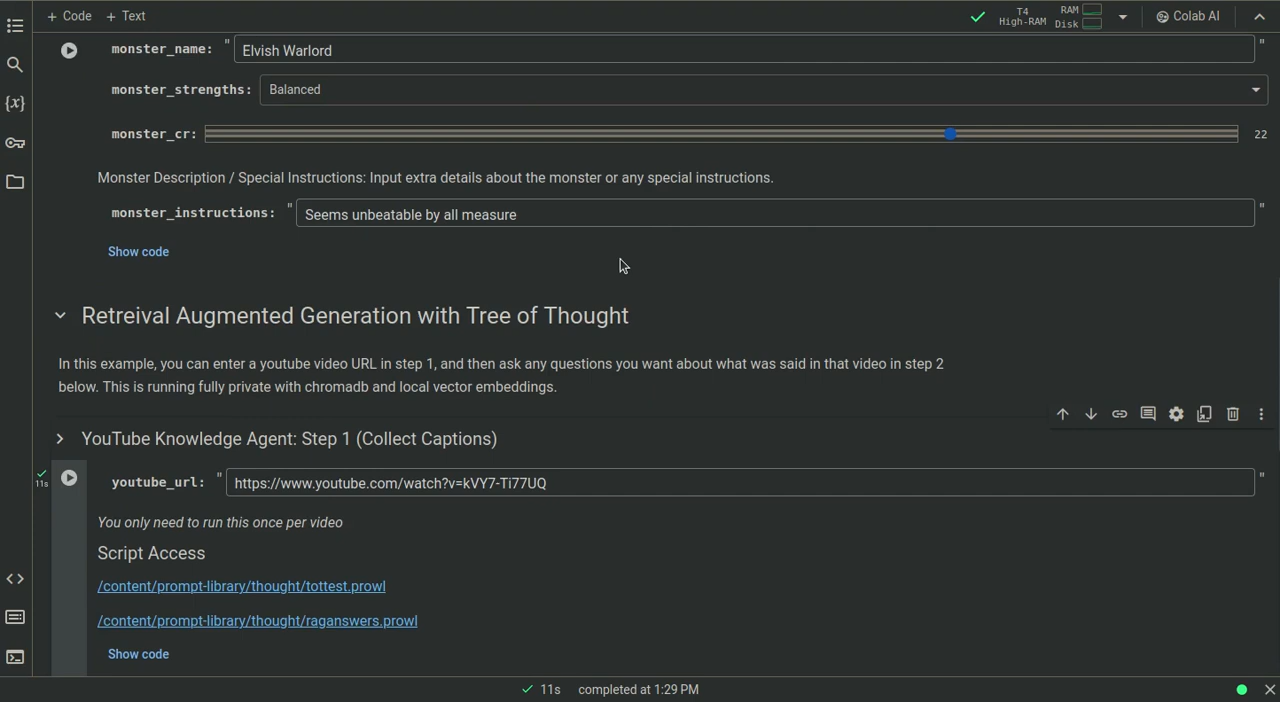 + Code + Text
T4
High-RAM
RAM
Disk
Colab AI
monster_name: " Elvish Warlord "
monster_strengths: Balanced
monster_cr: 22
Monster Description / Special Instructions: Input extra details about the monster or any special instructions.
monster_instructions: " Seems unbeatable by all measure "
Show code
Retreival Augmented Generation with Tree of Thought
In this example, you can enter a youtube video URL in step 1, and then ask any questions you want about what was said in that video in step 2
below. This is running fully private with chromadb and local vector embeddings.
YouTube Knowledge Agent: Step 1 (Collect Captions)
11s
youtube_url: " https://www.youtube.com/watch?v=kVY7-Ti77UQ "
You only need to run this once per video
Script Access
/content/prompt-library/thought/tottest.prowl
/content/prompt-library/thought/raganswers.prowl
Show code
11s completed at 1:29 PM